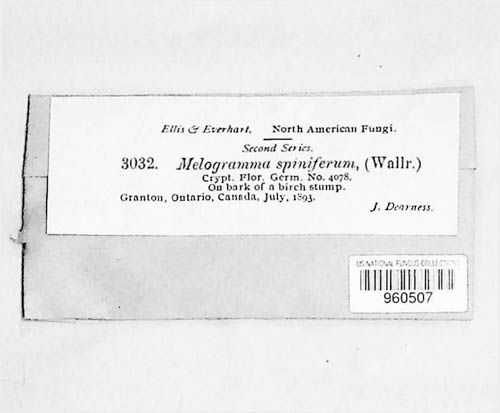 Ellis & Everhart, North American Fungi.
Second Series.
3032. Melogramma spiniferum, (Wallr.)
Crypt. Flor. Germ. No. 4078.
On bark of a birch stump.
Granton, Ontario, Canada, July, 1893.
J. Dearness.
US NATIONAL FUNGUS COLLECTIONS
960507